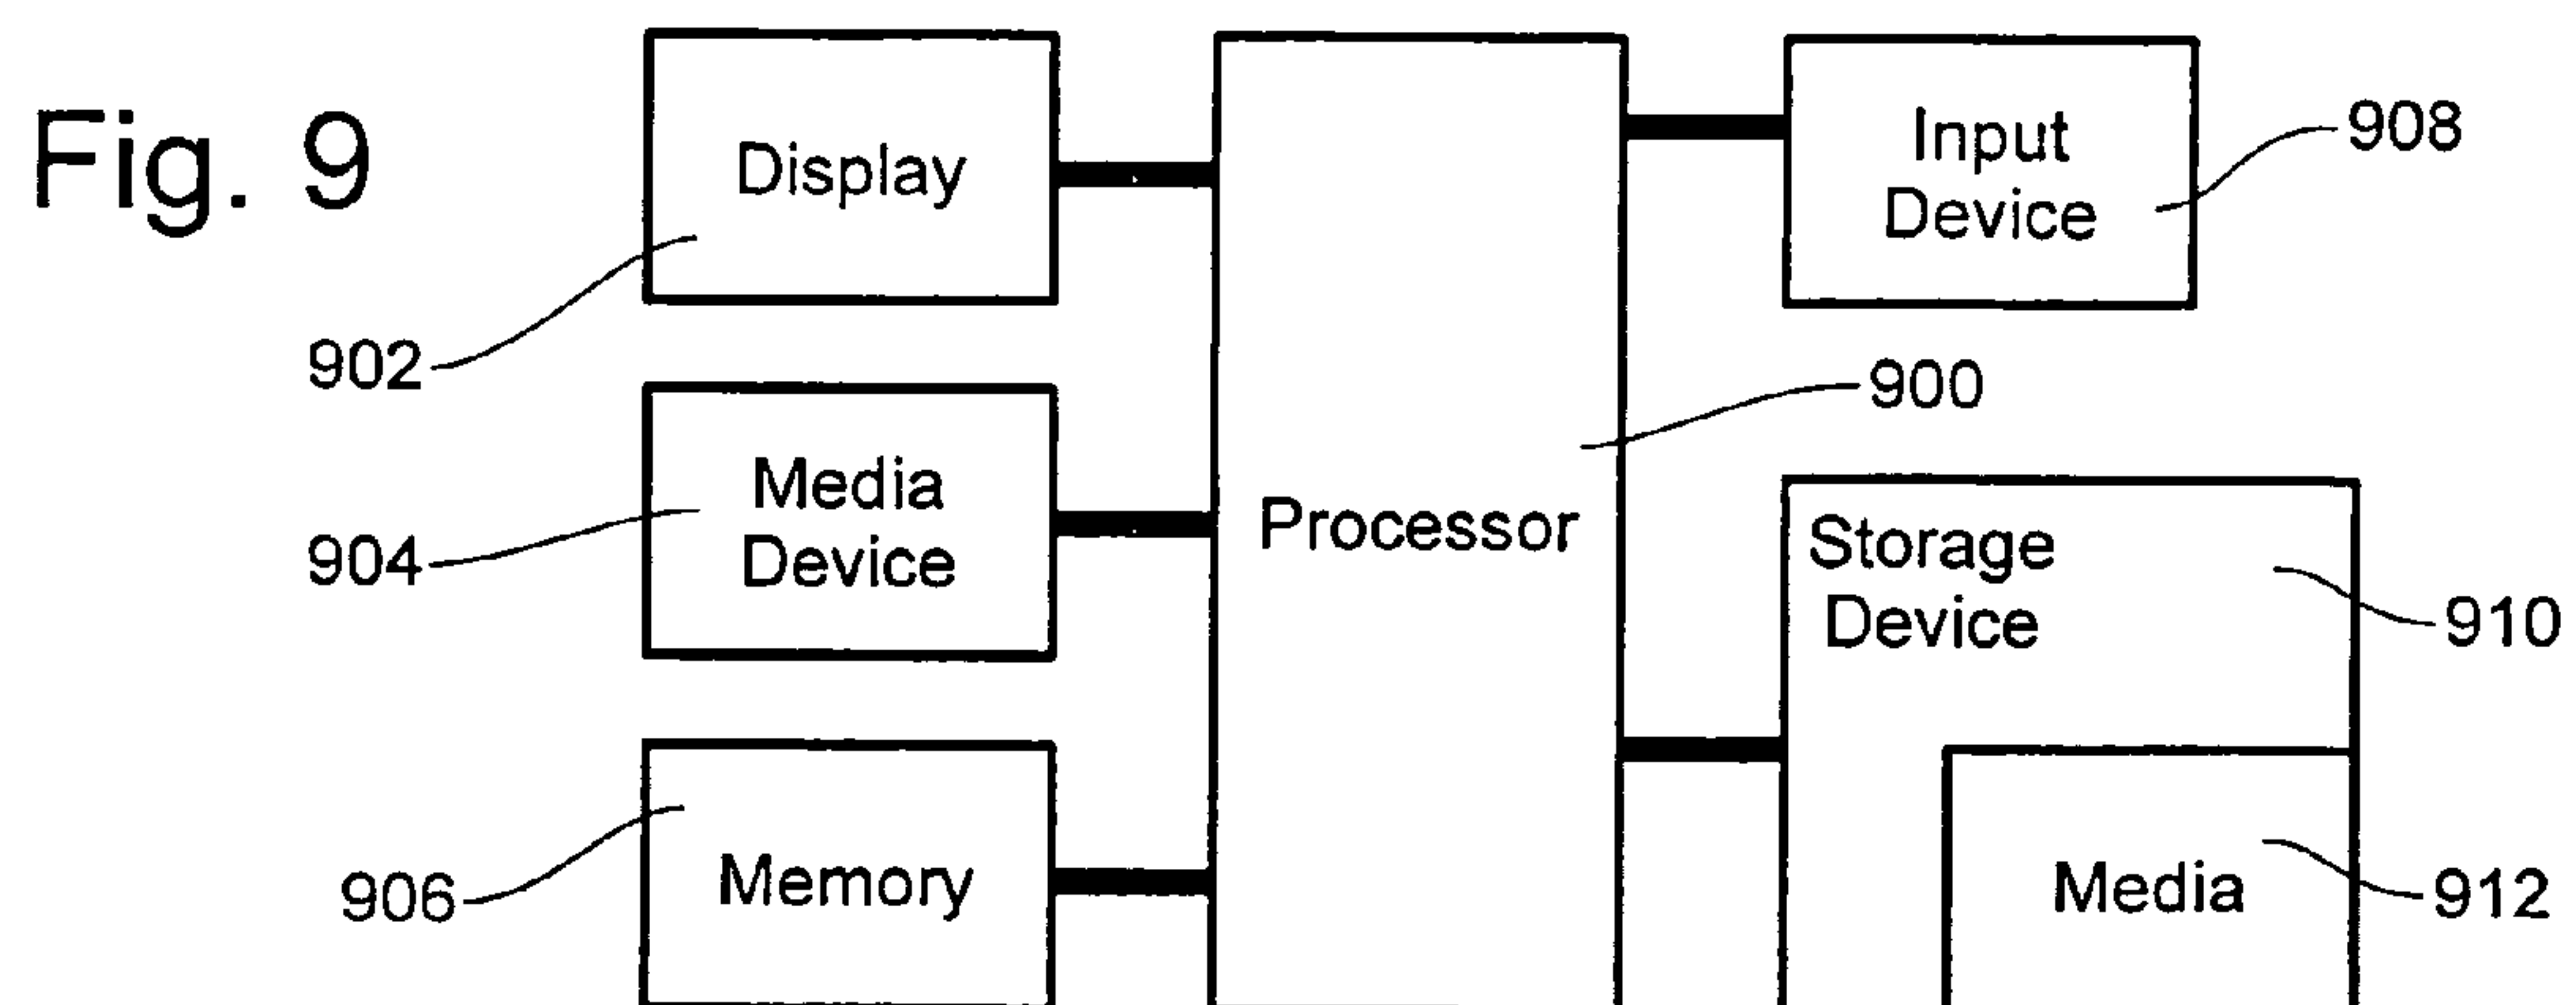 Fig. 9
Display
902
Media
Device
904
Memory
906
Processor
900
Input
Device
908
Storage
Device
910
Media
912